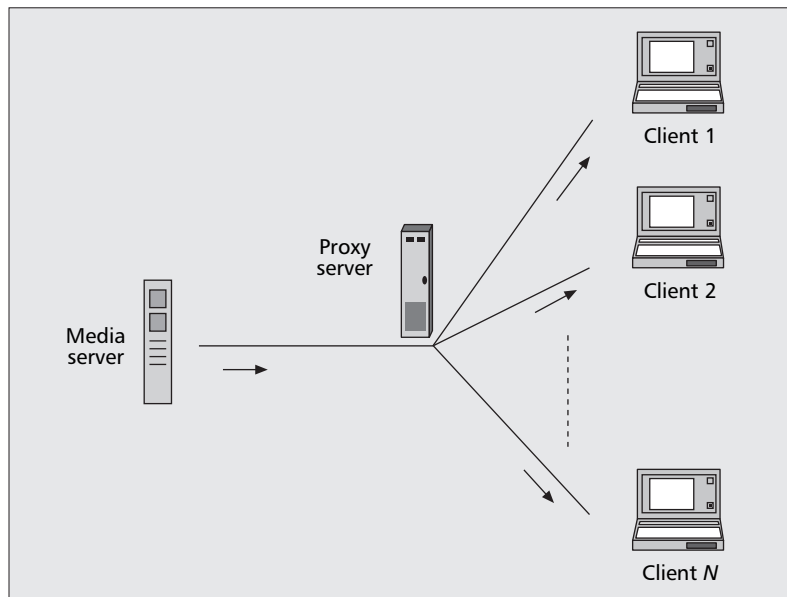 Client 1
Proxy
server
Client 2
Media
server
Client N